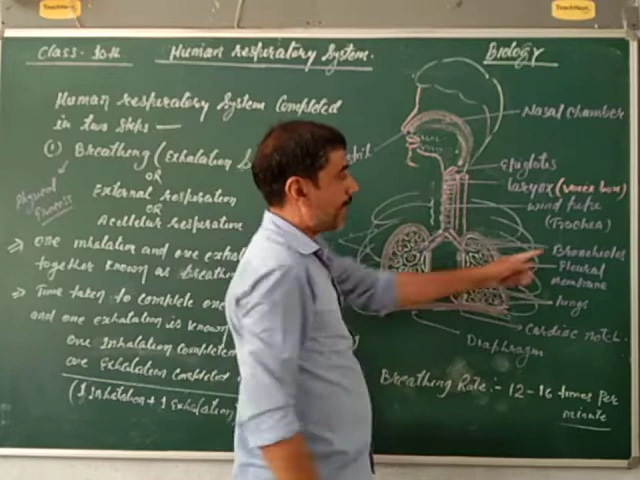 TeachNext
TeachNext
Class - 10th
Human respiratory System.
Biology
Human respiratory System Completed
in two steps —
(1) Breathing (Exhalation
OR
External respiration
OR
Acellular respiration
Physical
Process
⇒ one inhalation and one
together known as
⇒ Time taken to complete one
and one exhalation is known
one Inhalation Completed
one Exhalation Completed
(1 Inhalation + 1 Exhalation
Nasal Chamber
Epiglotis
Larynx (voice box)
wind pipe
(Trachea)
Bronchioles
Pleural
membrane
lungs
Cardiac notch.
Diaphragm
Breathing Rate :- 12 - 16 times Per
minute